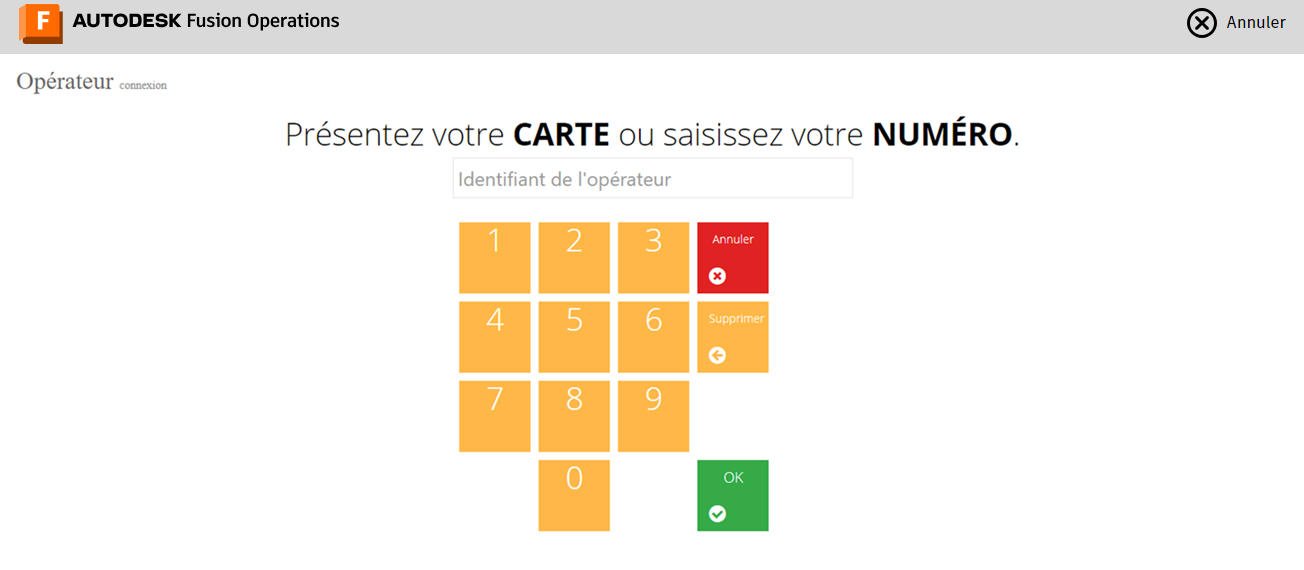 F AUTODESK Fusion Operations Annuler
Opérateur connexion
Présentez votre CARTE ou saisissez votre NUMÉRO.
Identifiant de l'opérateur
1 2 3 Annuler
4 5 6 Supprimer
7 8 9
0 OK